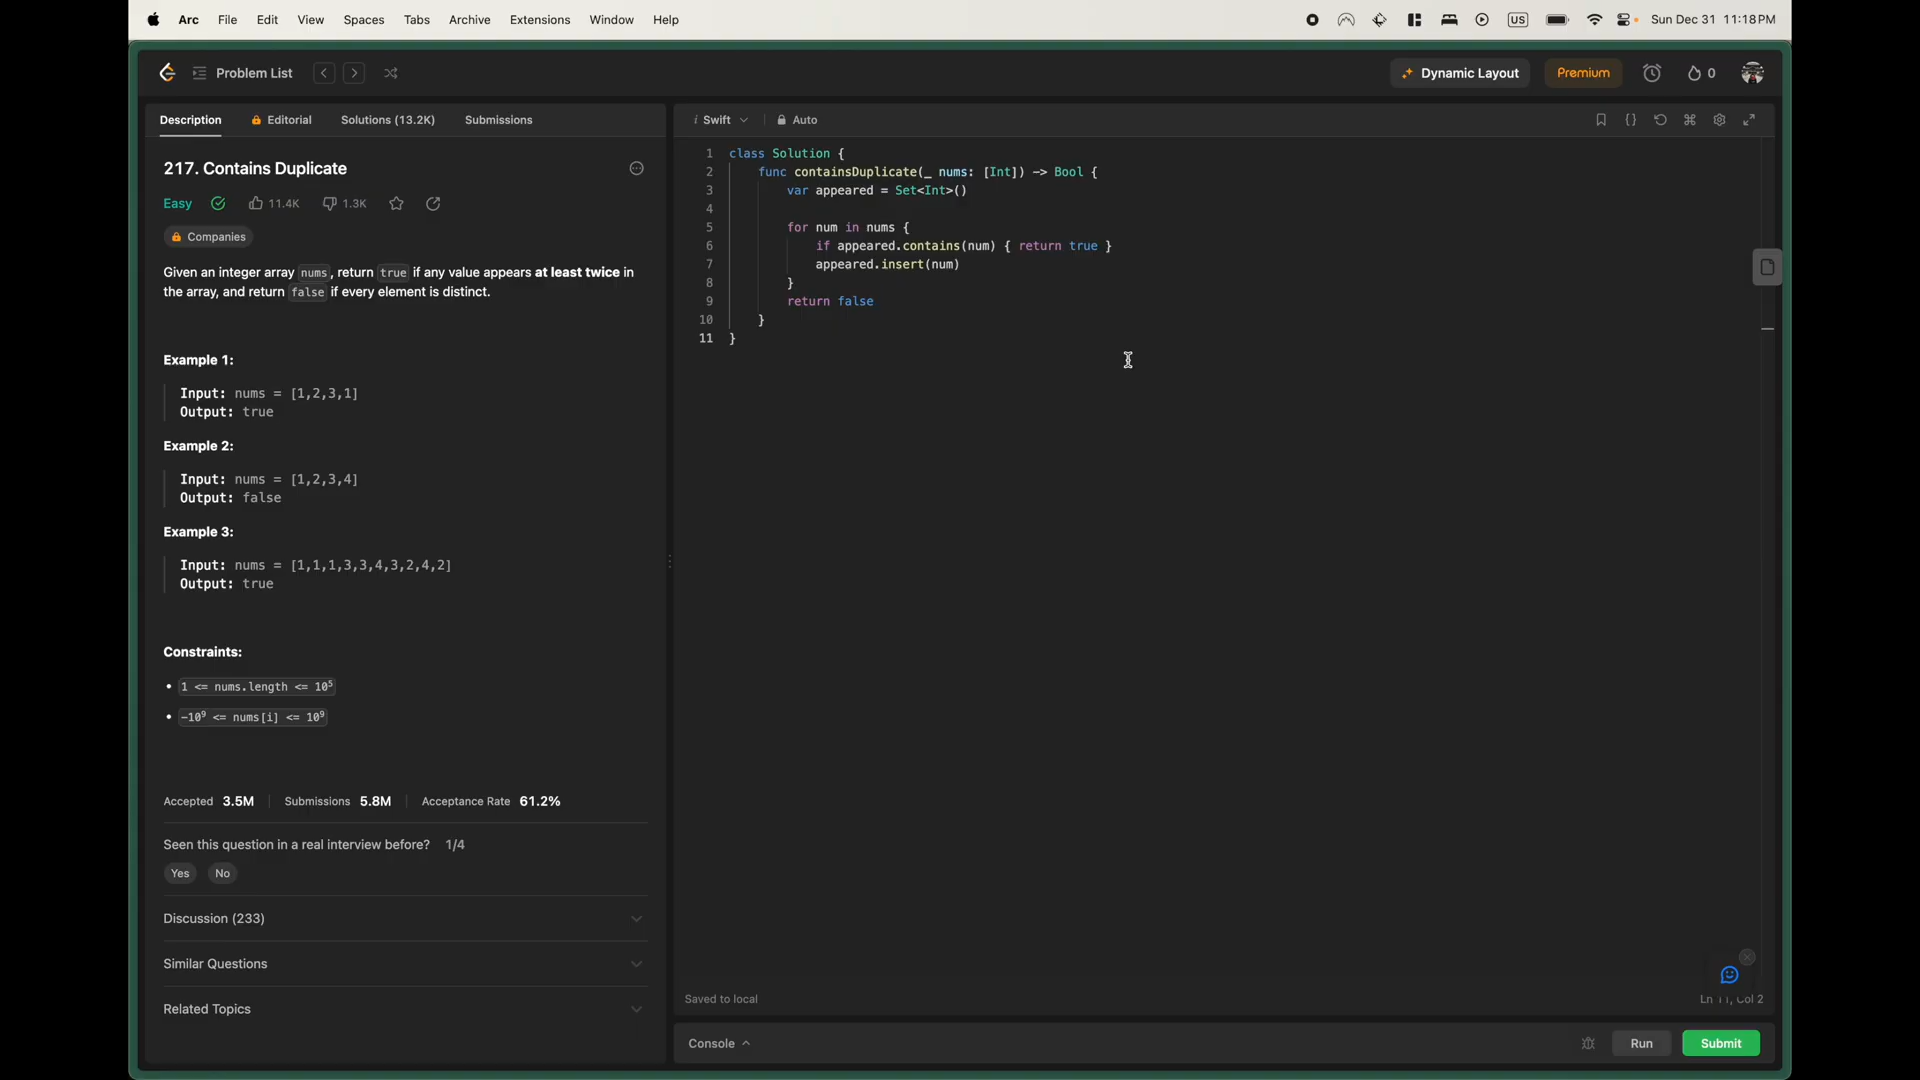 Arc File Edit View Spaces Tabs Archive Extensions Window Help US Sun Dec 31 11:18 PM
Problem List Dynamic Layout Premium 0
Description Editorial Solutions (13.2K) Submissions
i Swift Auto
217. Contains Duplicate
Easy 11.4K 1.3K
Companies
Given an integer array nums, return true if any value appears at least twice in
the array, and return false if every element is distinct.
Example 1:
Input: nums = [1,2,3,1]
Output: true
Example 2:
Input: nums = [1,2,3,4]
Output: false
Example 3:
Input: nums = [1,1,1,3,3,4,3,2,4,2]
Output: true
Constraints:
• 1 <= nums.length <= 10⁵
• -10⁹ <= nums[i] <= 10⁹
Accepted 3.5M Submissions 5.8M Acceptance Rate 61.2%
Seen this question in a real interview before? 1/4
Yes No
Discussion (233)
Similar Questions
Related Topics
1 class Solution {
2 func containsDuplicate(_ nums: [Int]) -> Bool {
3 var appeared = Set<Int>()
4
5 for num in nums {
6 if appeared.contains(num) { return true }
7 appeared.insert(num)
8 }
9 return false
10 }
11 }
Saved to local
Ln 11, Col 2
Console Run Submit